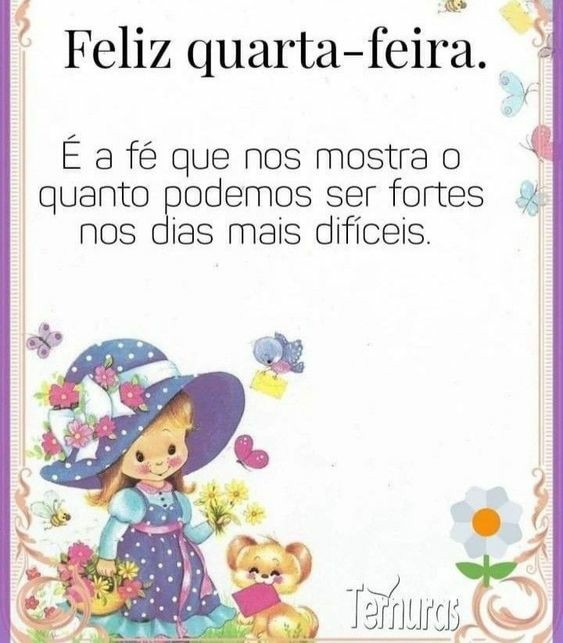 Feliz quarta-feira.
É a fé que nos mostra o
quanto podemos ser fortes
nos dias mais difíceis.
Ternuras